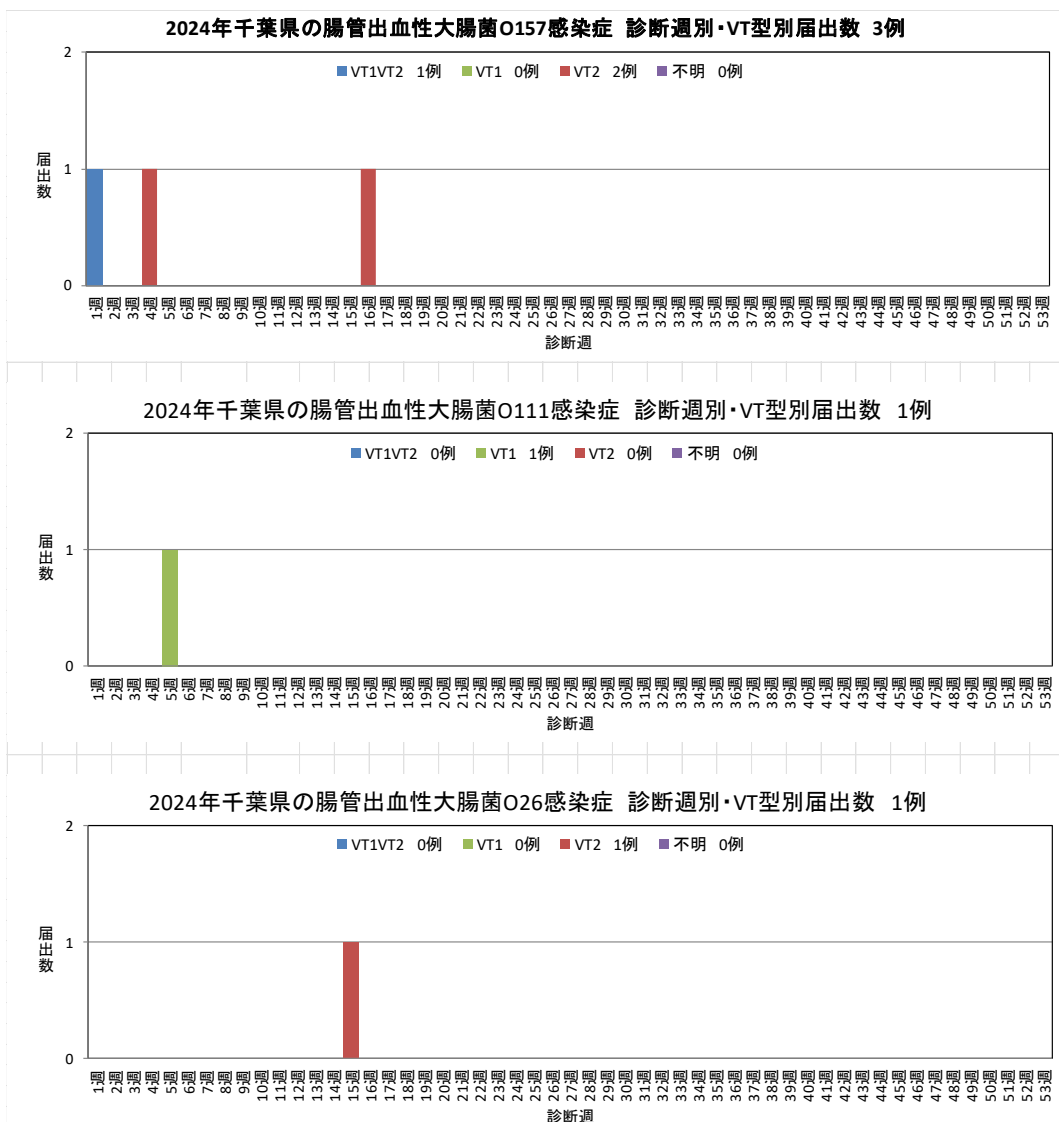 2024年千葉県の腸管出血性大腸菌O157感染症 診断週別・VT型別届出数 3例
2
VT1VT2 1例 VT1 0例 VT2 2例 不明 0例
届出数
1
0
1週 2週 3週 4週 5週 6週 7週 8週 9週 10週 11週 12週 13週 14週 15週 16週 17週 18週 19週 20週 21週 22週 23週 24週 25週 26週 27週 28週 29週 30週 31週 32週 33週 34週 35週 36週 37週 38週 39週 40週 41週 42週 43週 44週 45週 46週 47週 48週 49週 50週 51週 52週 53週
診断週
2024年千葉県の腸管出血性大腸菌O111感染症 診断週別・VT型別届出数 1例
2
VT1VT2 0例 VT1 1例 VT2 0例 不明 0例
届出数
1
0
1週 2週 3週 4週 5週 6週 7週 8週 9週 10週 11週 12週 13週 14週 15週 16週 17週 18週 19週 20週 21週 22週 23週 24週 25週 26週 27週 28週 29週 30週 31週 32週 33週 34週 35週 36週 37週 38週 39週 40週 41週 42週 43週 44週 45週 46週 47週 48週 49週 50週 51週 52週 53週
診断週
2024年千葉県の腸管出血性大腸菌O26感染症 診断週別・VT型別届出数 1例
2
VT1VT2 0例 VT1 0例 VT2 1例 不明 0例
届出数
1
0
1週 2週 3週 4週 5週 6週 7週 8週 9週 10週 11週 12週 13週 14週 15週 16週 17週 18週 19週 20週 21週 22週 23週 24週 25週 26週 27週 28週 29週 30週 31週 32週 33週 34週 35週 36週 37週 38週 39週 40週 41週 42週 43週 44週 45週 46週 47週 48週 49週 50週 51週 52週 53週
診断週